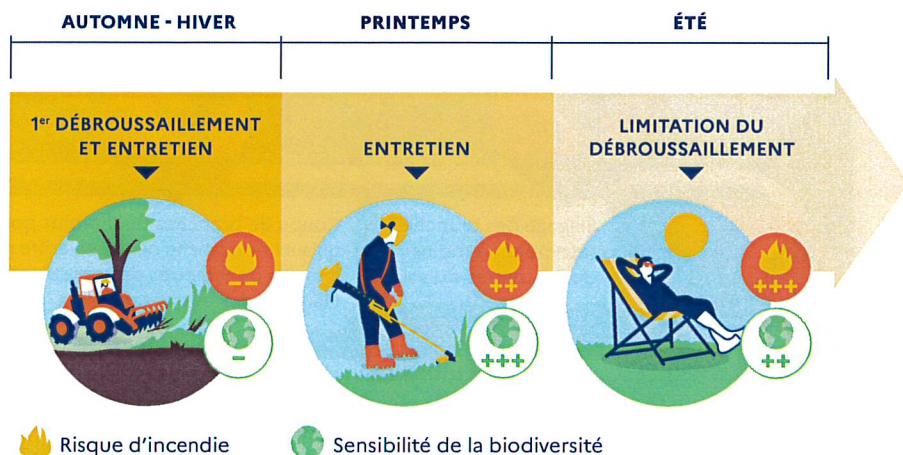 AUTOMNE - HIVER
PRINTEMPS
ÉTÉ
1er DÉBROUSSAILLEMENT
ET ENTRETIEN
ENTRETIEN
LIMITATION DU
DÉBROUSSAILLEMENT
--
-
++
+++
+++
++
Risque d'incendie
Sensibilité de la biodiversité